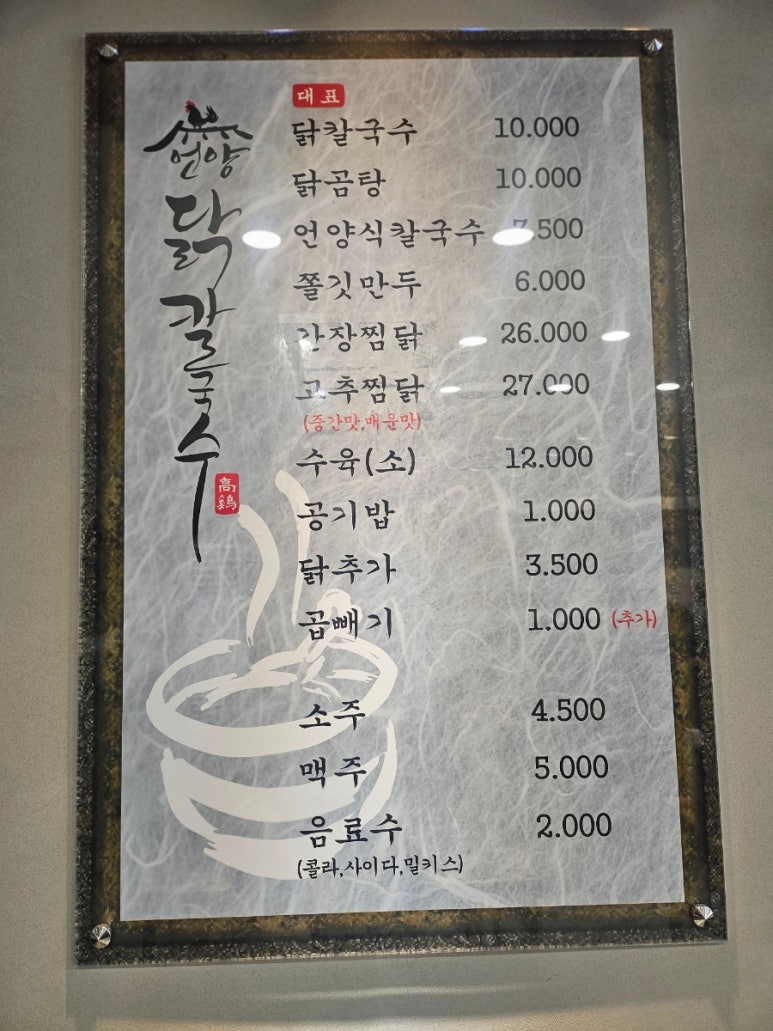 언양
닭칼국수
高鷄
대표
닭칼국수 10.000
닭곰탕 10.000
언양식칼국수 7.500
쫄깃만두 6.000
간장찜닭 26.000
고추찜닭 27.000
(중간맛,매운맛)
수육(소) 12.000
공기밥 1.000
닭추가 3.500
곱빼기 1.000 (추가)
소주 4.500
맥주 5.000
음료수 2.000
(콜라,사이다,밀키스)